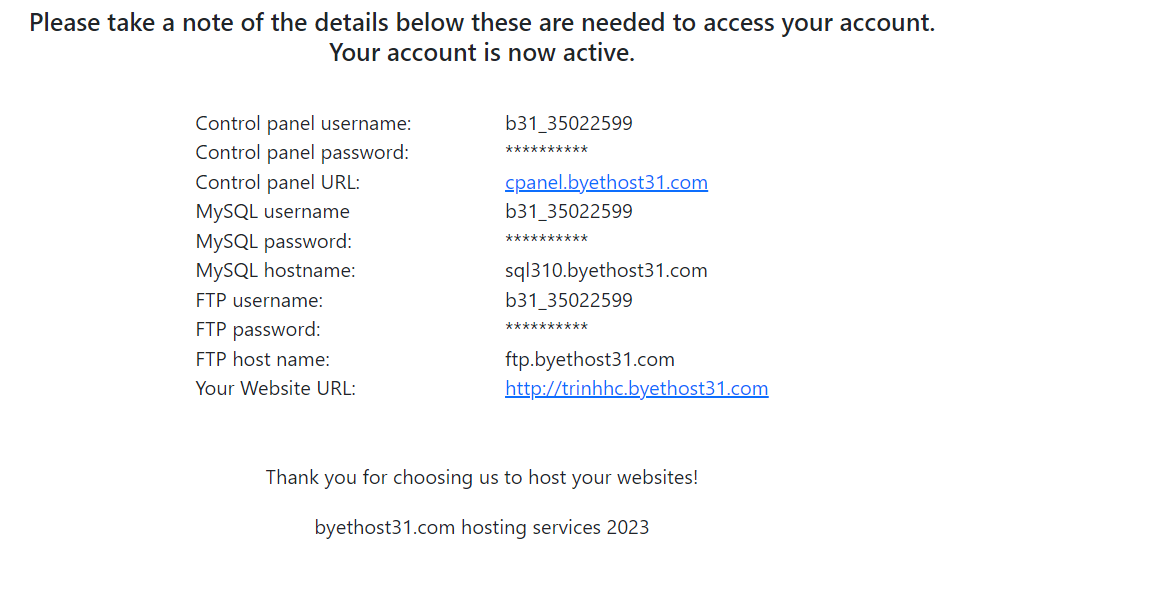 Please take a note of the details below these are needed to access your account.
Your account is now active.
Control panel username: b31_35022599
Control panel password: **********
Control panel URL: cpanel.byethost31.com
MySQL username b31_35022599
MySQL password: **********
MySQL hostname: sql310.byethost31.com
FTP username: b31_35022599
FTP password: **********
FTP host name: ftp.byethost31.com
Your Website URL: http://trinhhc.byethost31.com
Thank you for choosing us to host your websites!
byethost31.com hosting services 2023